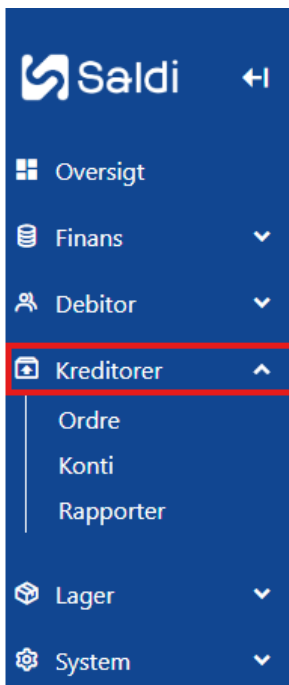 Saldi
Oversigt
Finans
Debitor
Kreditorer
Ordre
Konti
Rapporter
Lager
System